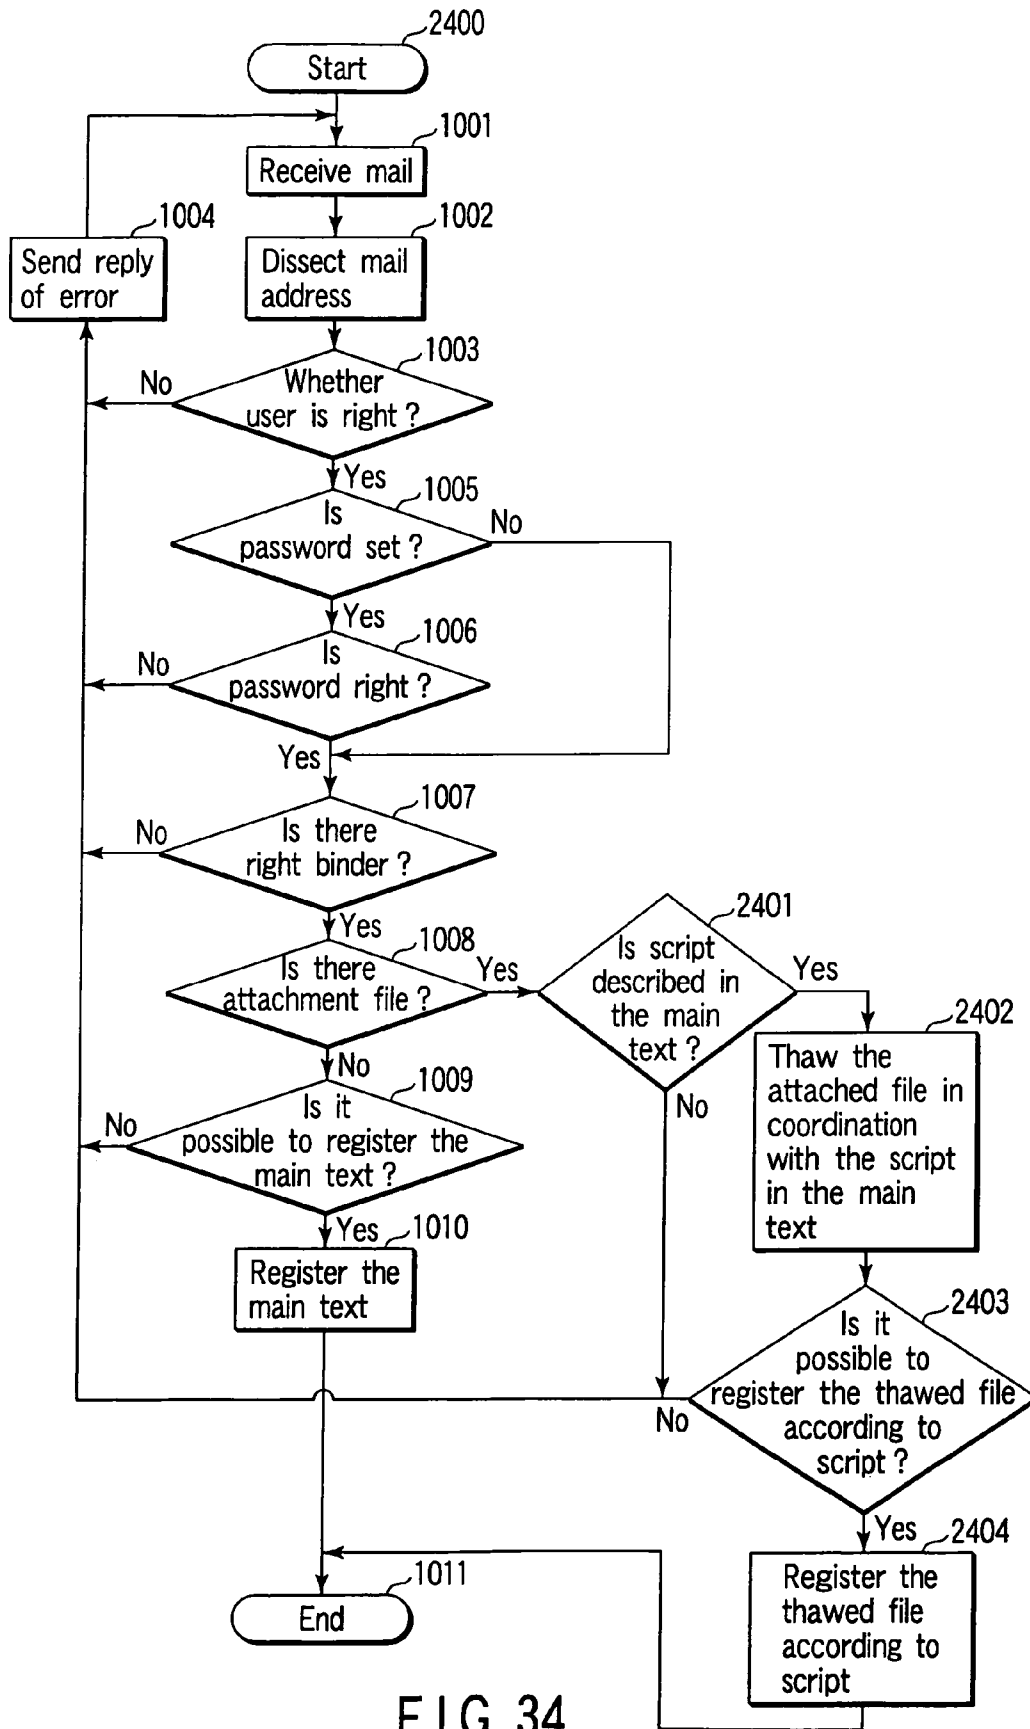 2400
Start
1001
Receive mail
1004
Send reply
of error
1002
Dissect mail
address
1003
Whether
user is right ?
No
Yes
1005
Is
password set ?
No
Yes
1006
Is
password right ?
No
Yes
1007
Is there
right binder ?
No
Yes
1008
Is there
attachment file ?
Yes
No
2401
Is script
described in
the main
text ?
Yes
No
2402
Thaw the
attached file in
coordination
with the script
in the main
text
1009
Is it
possible to register the
main text ?
No
Yes
1010
Register the
main text
2403
Is it
possible to
register the thawed file
according to
script ?
No
Yes
2404
Register the
thawed file
according to
script
1011
End
FIG. 34